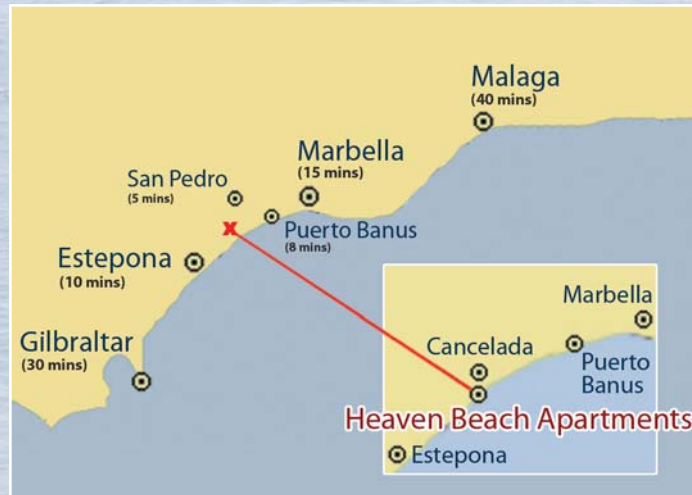 Malaga
(40 mins)
Marbella
(15 mins)
San Pedro
(5 mins)
x
Puerto Banus
(8 mins)
Estepona
(10 mins)
Gilbraltar
(30 mins)
Marbella
Cancelada
Puerto
Banus
Heaven Beach Apartments
Estepona